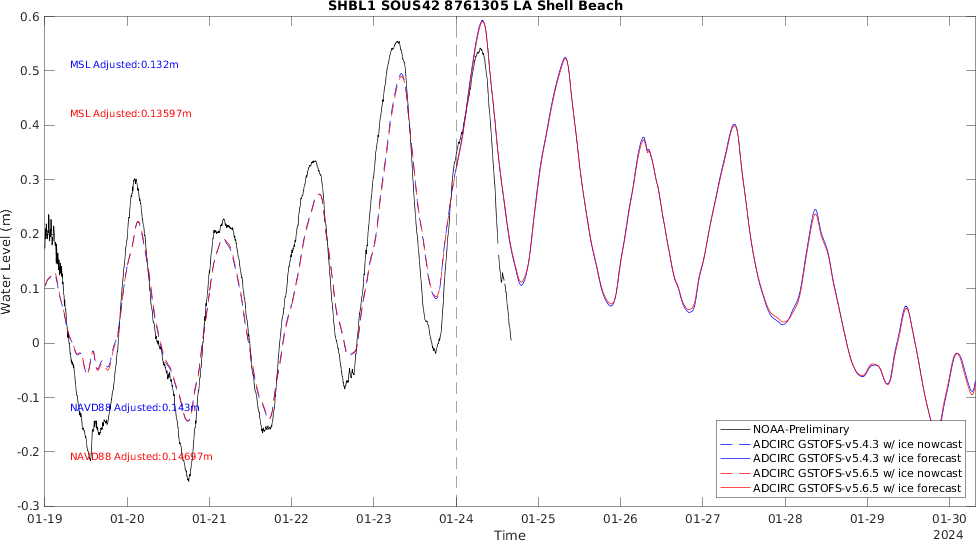 SHBL1 SOUS42 8761305 LA Shell Beach
0.6
0.5
0.4
0.3
0.2
0.1
0
-0.1
-0.2
-0.3
Water Level (m)
MSL Adjusted:0.132m
MSL Adjusted:0.13597m
NAVD88 Adjusted:0.143m
NAVD88 Adjusted:0.14697m
NOAA-Preliminary
ADCIRC GSTOFS-v5.4.3 w/ ice nowcast
ADCIRC GSTOFS-v5.4.3 w/ ice forecast
ADCIRC GSTOFS-v5.6.5 w/ ice nowcast
ADCIRC GSTOFS-v5.6.5 w/ ice forecast
01-19 01-20 01-21 01-22 01-23 01-24 01-25 01-26 01-27 01-28 01-29 01-30
2024
Time